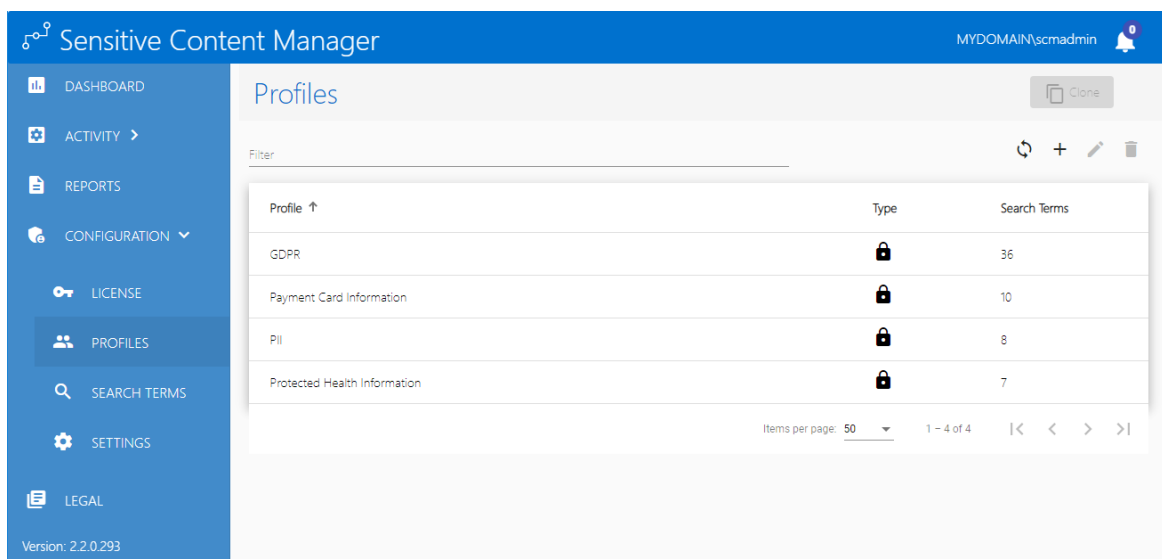 Sensitive Content Manager
MYDOMAIN\scmadmin
0
DASHBOARD
ACTIVITY
REPORTS
CONFIGURATION
LICENSE
PROFILES
SEARCH TERMS
SETTINGS
LEGAL
Version: 2.2.0.293
Profiles
Clone
Filter
Profile Type Search Terms
GDPR 36
Payment Card Information 10
PII 8
Protected Health Information 7
Items per page: 50 1 – 4 of 4